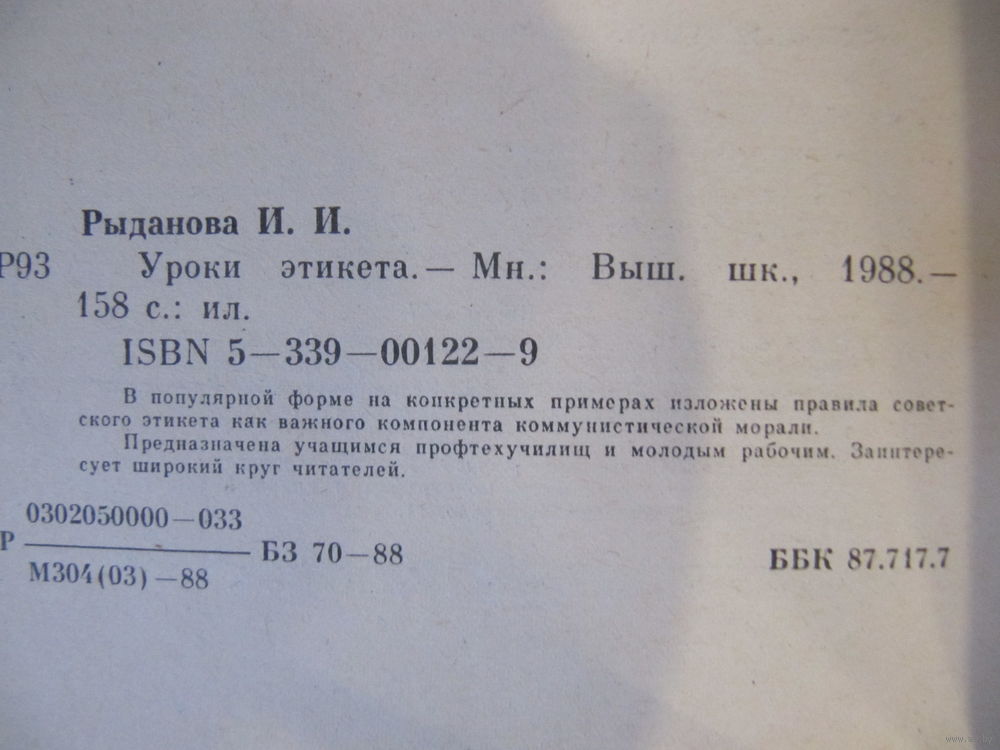 Рыданова И. И.
Р93 Уроки этикета.— Мн.: Выш. шк., 1988.—
158 с.: ил.
ISBN 5—339—00122—9
В популярной форме на конкретных примерах изложены правила совет-
ского этикета как важного компонента коммунистической морали.
Предназначена учащимся профтехучилищ и молодым рабочим. Заинтере-
сует широкий круг читателей.
0302050000—033
Р БЗ 70—88 ББК 87.717.7
М304(03)—88